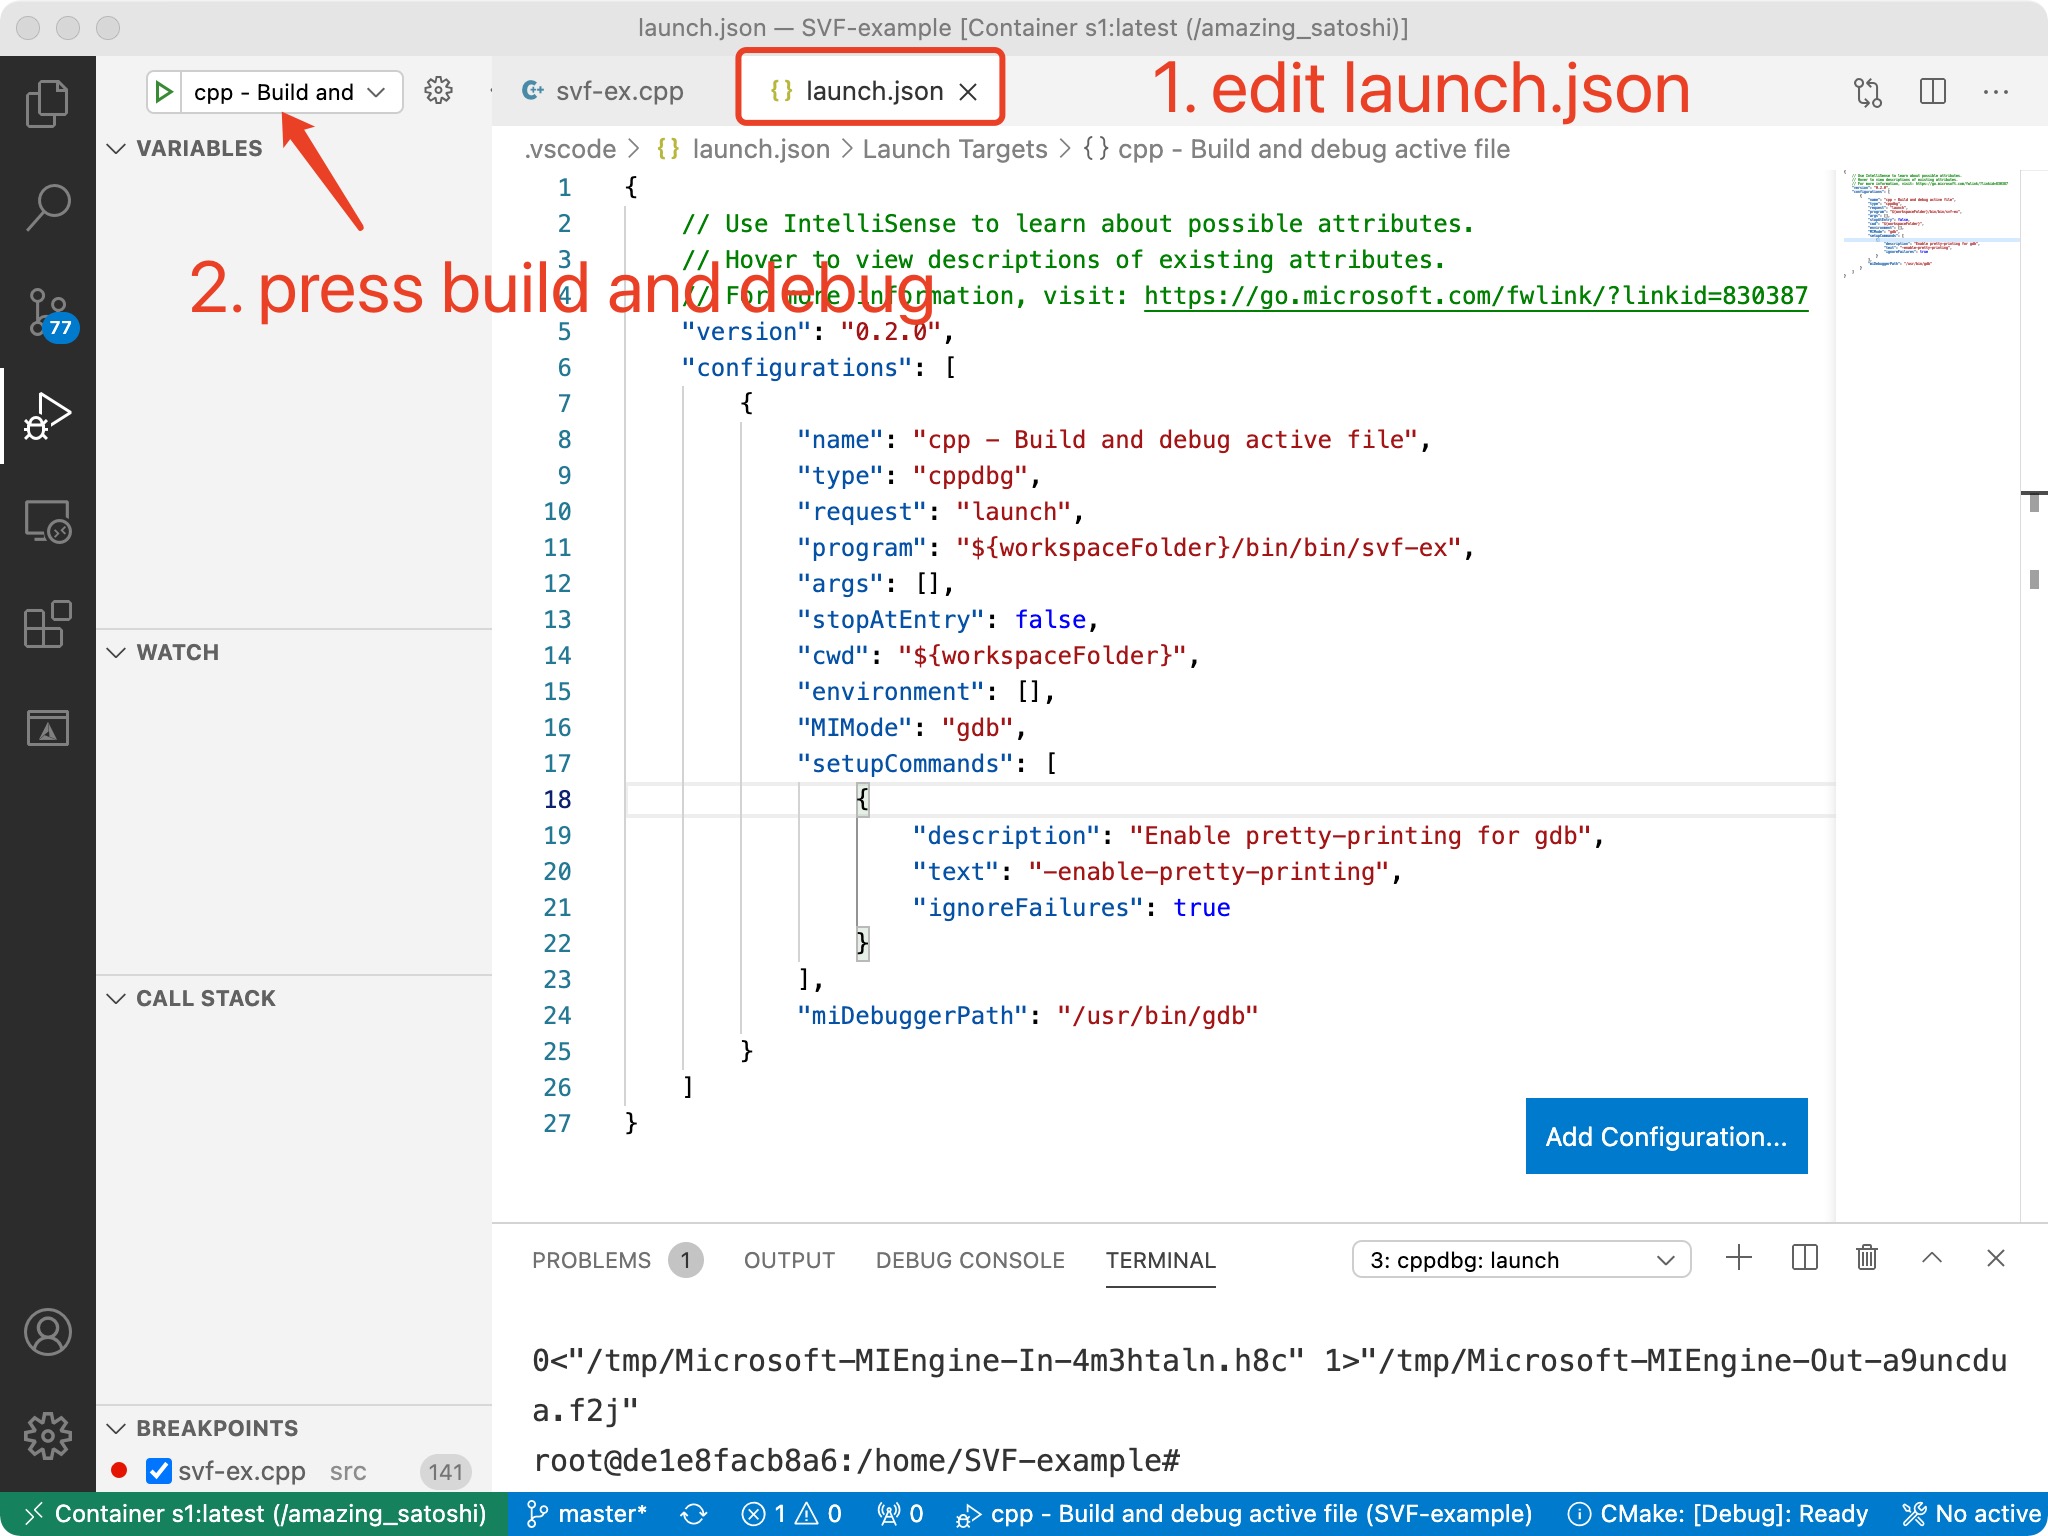 launch.json — SVF-example [Container s1:latest (/amazing_satoshi)]
cpp - Build and
svf-ex.cpp
launch.json
1. edit launch.json
VARIABLES
.vscode > {} launch.json > Launch Targets > {} cpp - Build and debug active file
2. press build and debug
1 {
2 // Use IntelliSense to learn about possible attributes.
3 // Hover to view descriptions of existing attributes.
4 // For more information, visit: https://go.microsoft.com/fwlink/?linkid=830387
5 "version": "0.2.0",
6 "configurations": [
7 {
8 "name": "cpp - Build and debug active file",
9 "type": "cppdbg",
10 "request": "launch",
11 "program": "${workspaceFolder}/bin/bin/svf-ex",
12 "args": [],
13 "stopAtEntry": false,
14 "cwd": "${workspaceFolder}",
15 "environment": [],
16 "MIMode": "gdb",
17 "setupCommands": [
18 {
19 "description": "Enable pretty-printing for gdb",
20 "text": "-enable-pretty-printing",
21 "ignoreFailures": true
22 }
23 ],
24 "miDebuggerPath": "/usr/bin/gdb"
25 }
26 ]
27 }
77
WATCH
CALL STACK
BREAKPOINTS
svf-ex.cpp src 141
Add Configuration...
PROBLEMS 1 OUTPUT DEBUG CONSOLE TERMINAL 3: cppdbg: launch
0<"/tmp/Microsoft-MIEngine-In-4m3htaln.h8c" 1>"/tmp/Microsoft-MIEngine-Out-a9uncdu
a.f2j"
root@de1e8facb8a6:/home/SVF-example#
Container s1:latest (/amazing_satoshi) master* 1 0 0 cpp - Build and debug active file (SVF-example) CMake: [Debug]: Ready No active